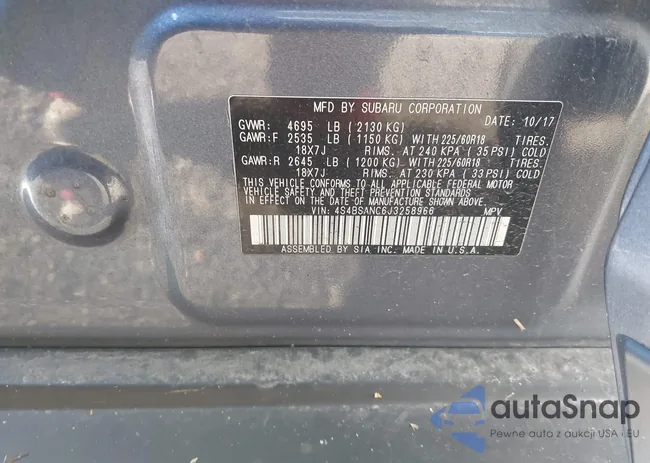 MFD BY SUBARU CORPORATION
GVWR: 4695 LB ( 2130 KG) DATE: 10/17
GAWR:F 2535 LB ( 1150 KG) WITH 225/60R18 TIRES.
18X7J RIMS. AT 240 KPA ( 35 PSI) COLD
GAWR:R 2645 LB ( 1200 KG) WITH 225/60R18 TIRES.
18X7J RIMS. AT 230 KPA ( 33 PSI) COLD
THIS VEHICLE CONFORMS TO ALL APPLICABLE FEDERAL MOTOR
VEHICLE SAFETY AND THEFT PREVENTION STANDARDS IN EFFECT
ON THE DATE OF MANUFACTURE SHOWN ABOVE.
VIN: 4S4BSANC6J3258966 MPV
ASSEMBLED BY SIA INC. MADE IN U.S.A.
autaSnap
Pewne auto z aukcji USA i EU